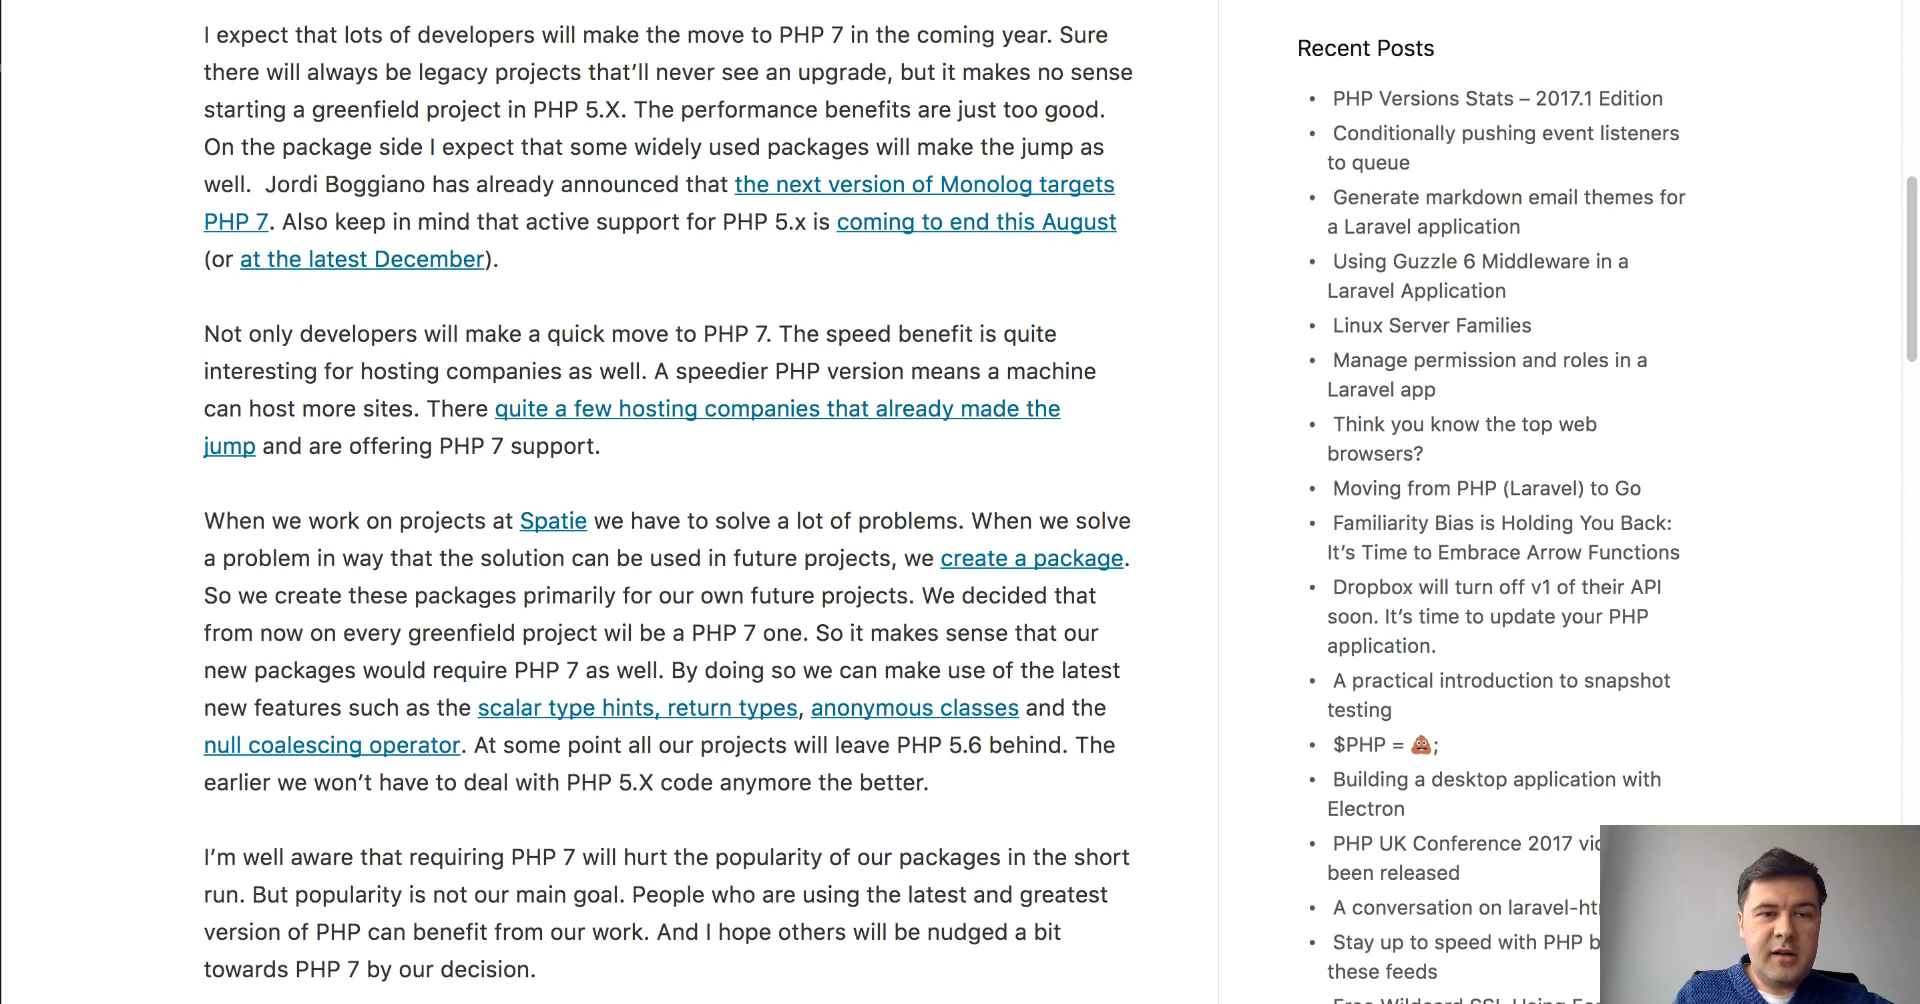 I expect that lots of developers will make the move to PHP 7 in the coming year. Sure
there will always be legacy projects that’ll never see an upgrade, but it makes no sense
starting a greenfield project in PHP 5.X. The performance benefits are just too good.
On the package side I expect that some widely used packages will make the jump as
well.  Jordi Boggiano has already announced that the next version of Monolog targets
PHP 7. Also keep in mind that active support for PHP 5.x is coming to end this August
(or at the latest December).
Not only developers will make a quick move to PHP 7. The speed benefit is quite
interesting for hosting companies as well. A speedier PHP version means a machine
can host more sites. There quite a few hosting companies that already made the
jump and are offering PHP 7 support.
When we work on projects at Spatie we have to solve a lot of problems. When we solve
a problem in way that the solution can be used in future projects, we create a package.
So we create these packages primarily for our own future projects. We decided that
from now on every greenfield project wil be a PHP 7 one. So it makes sense that our
new packages would require PHP 7 as well. By doing so we can make use of the latest
new features such as the scalar type hints, return types, anonymous classes and the
null coalescing operator. At some point all our projects will leave PHP 5.6 behind. The
earlier we won’t have to deal with PHP 5.X code anymore the better.
I’m well aware that requiring PHP 7 will hurt the popularity of our packages in the short
run. But popularity is not our main goal. People who are using the latest and greatest
version of PHP can benefit from our work. And I hope others will be nudged a bit
towards PHP 7 by our decision.
Recent Posts
• PHP Versions Stats – 2017.1 Edition
• Conditionally pushing event listeners
to queue
• Generate markdown email themes for
a Laravel application
• Using Guzzle 6 Middleware in a
Laravel Application
• Linux Server Families
• Manage permission and roles in a
Laravel app
• Think you know the top web
browsers?
• Moving from PHP (Laravel) to Go
• Familiarity Bias is Holding You Back:
It’s Time to Embrace Arrow Functions
• Dropbox will turn off v1 of their API
soon. It’s time to update your PHP
application.
• A practical introduction to snapshot
testing
• $PHP = 💩;
• Building a desktop application with
Electron
• PHP UK Conference 2017
been released
• A conversation on
• Stay up to speed with PHP
these feeds